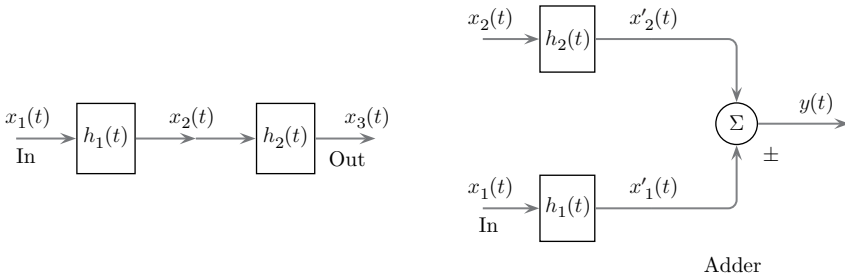 x₁(t) h₁(t) x₂(t) h₂(t) x₃(t)
In Out
x₂(t) h₂(t) x′₂(t)
Σ y(t)
±
x₁(t) h₁(t) x′₁(t)
In
Adder